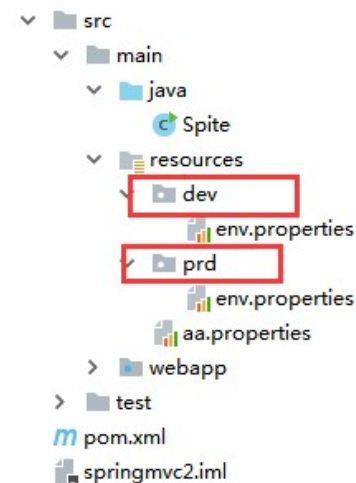 src
main
java
Spite
resources
dev
env.properties
prd
env.properties
aa.properties
webapp
test
pom.xml
springmvc2.iml